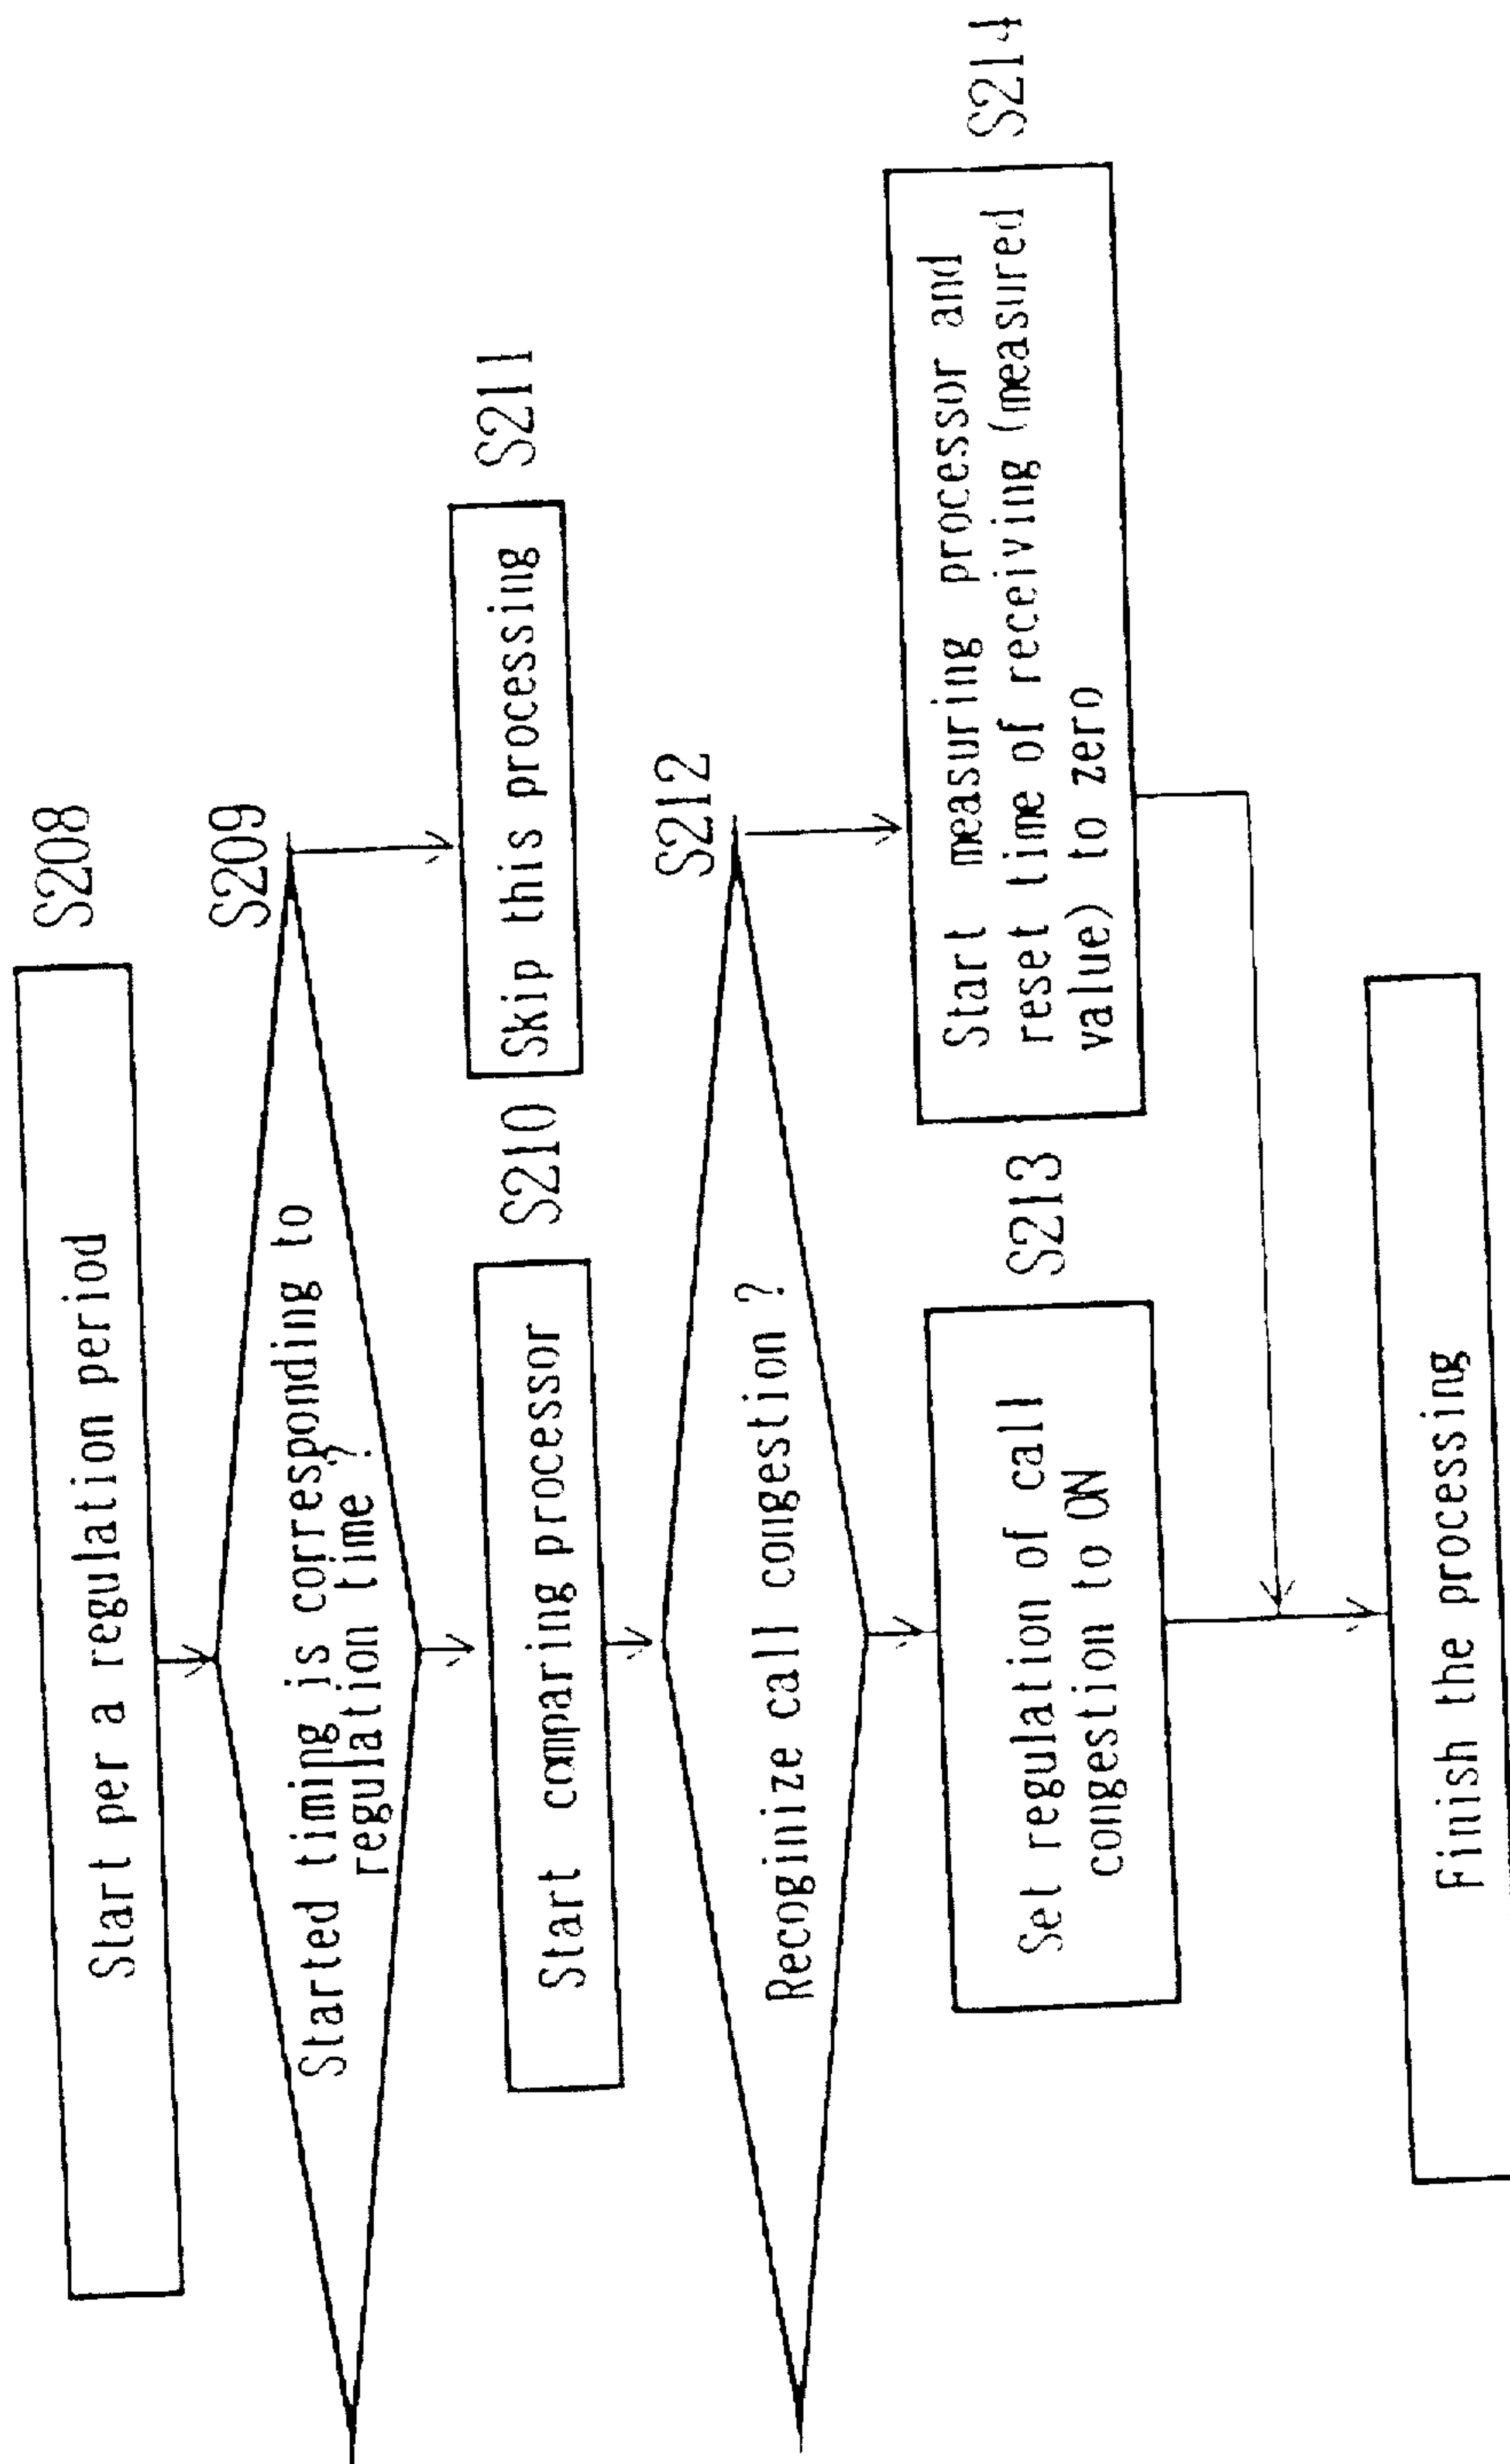 Start per a regulation period
S208
Started timing is corresponding to
regulation time ?
S209
Start comparing processor
S210
Skip this processing
S211
Recoginize call congestion ?
S212
Set regulation of call
congestion to ON
S213
Start measuring processor and
reset time of receiving (measured
value) to zero
S214
Finish the processing